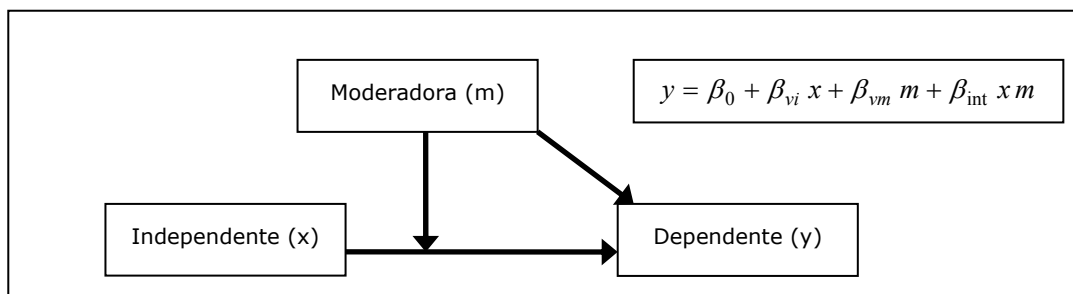 Moderadora (m)
y = β₀ + βᵥᵢ x + βᵥₘ m + βᵢₙₜ x m
Independente (x)
Dependente (y)